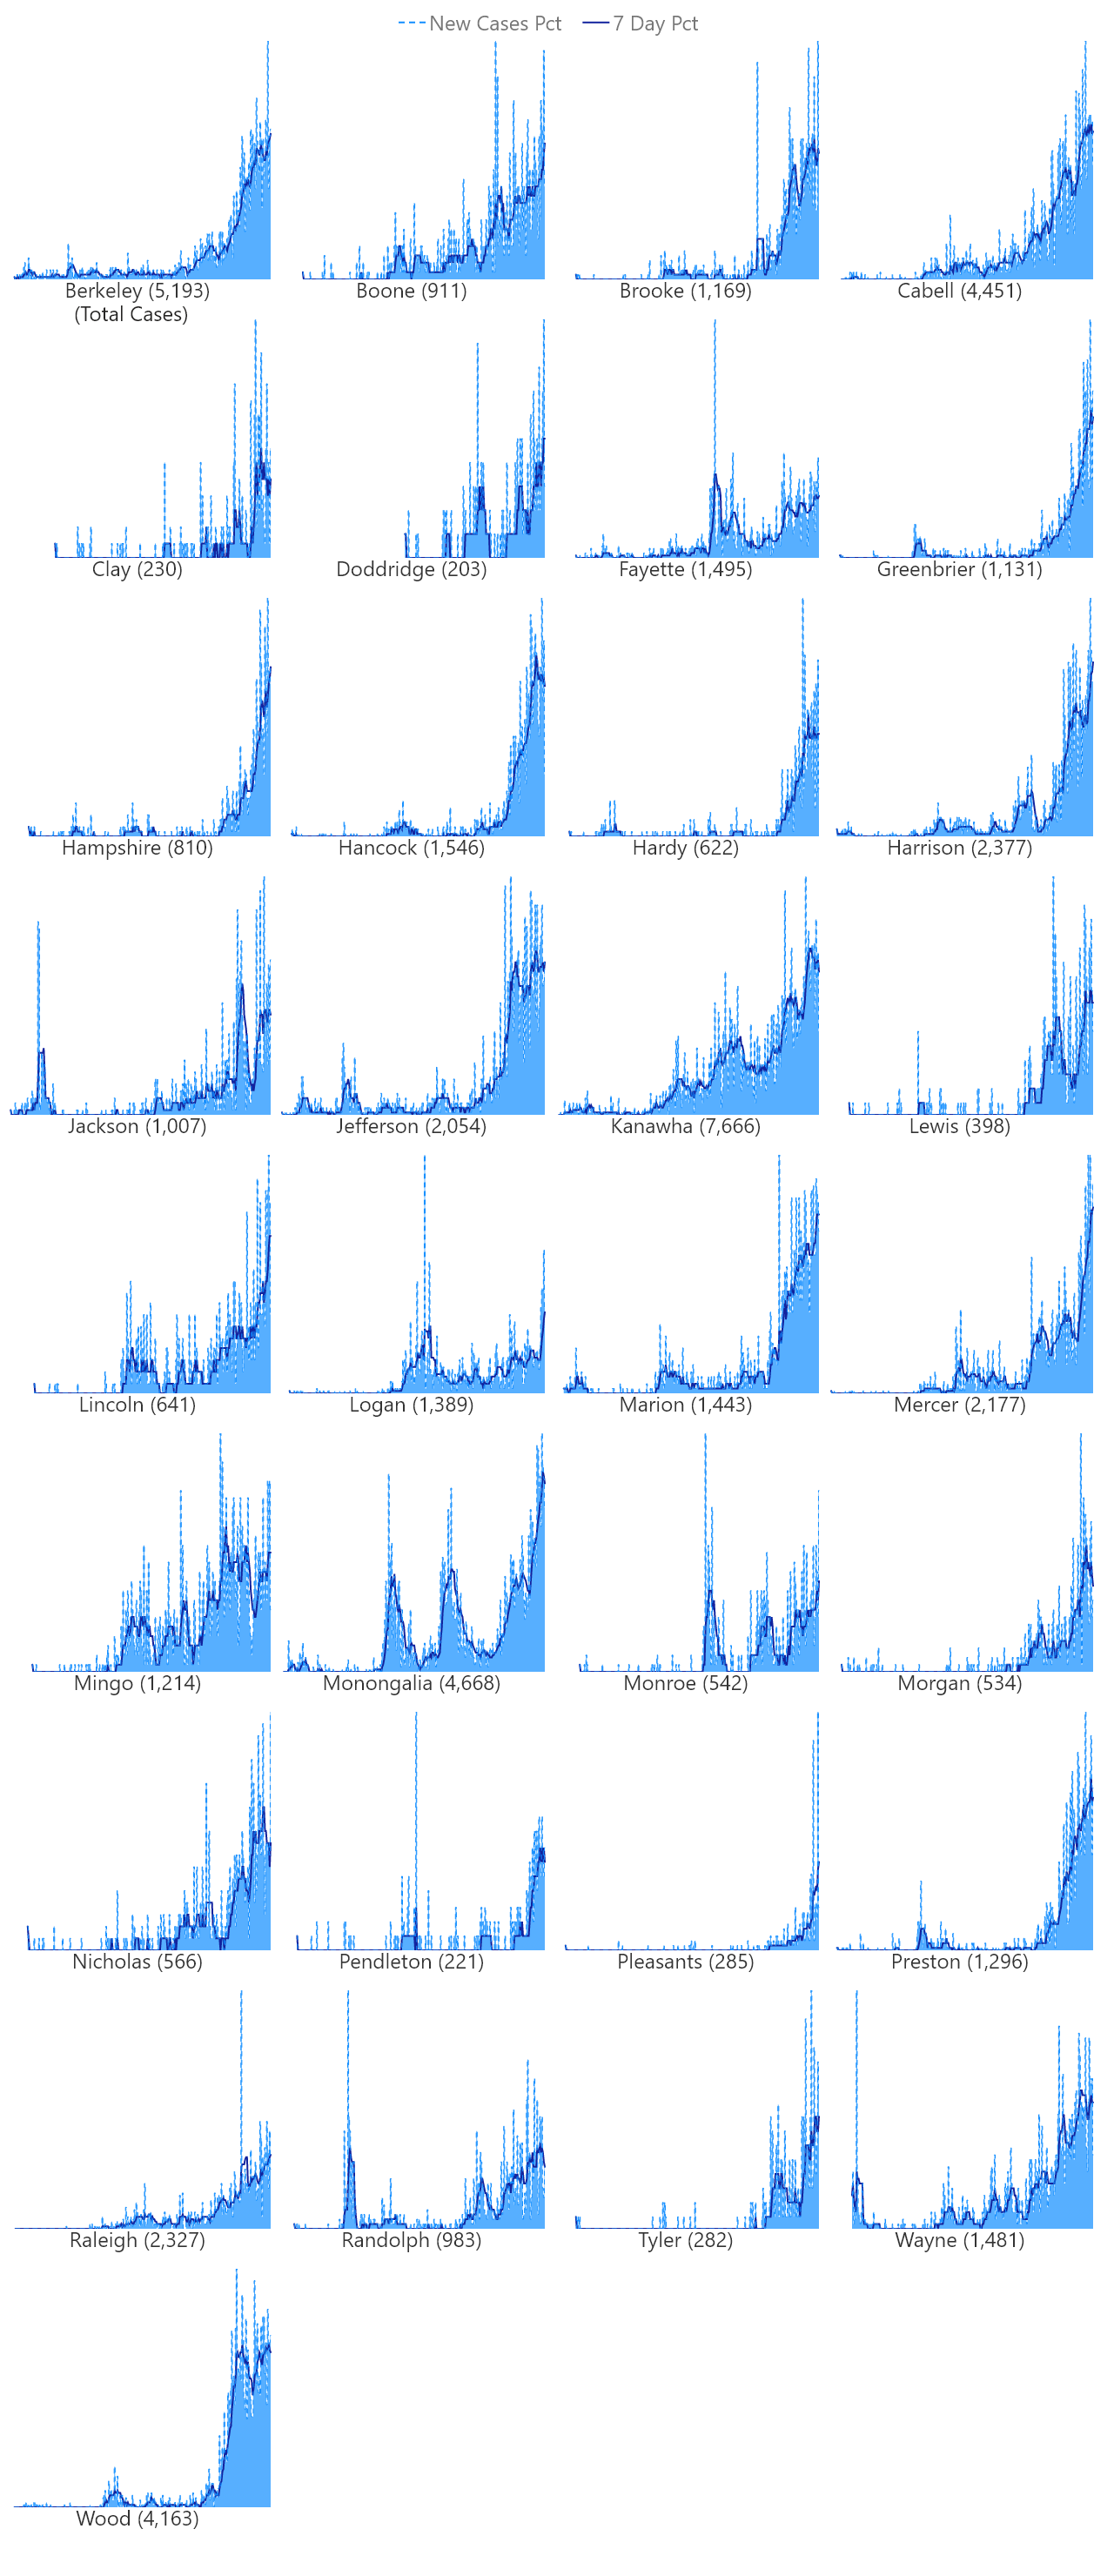 New Cases Pct 7 Day Pct
Berkeley (5,193) Boone (911) Brooke (1,169) Cabell (4,451)
(Total Cases)
Clay (230) Doddridge (203) Fayette (1,495) Greenbrier (1,131)
Hampshire (810) Hancock (1,546) Hardy (622) Harrison (2,377)
Jackson (1,007) Jefferson (2,054) Kanawha (7,666) Lewis (398)
Lincoln (641) Logan (1,389) Marion (1,443) Mercer (2,177)
Mingo (1,214) Monongalia (4,668) Monroe (542) Morgan (534)
Nicholas (566) Pendleton (221) Pleasants (285) Preston (1,296)
Raleigh (2,327) Randolph (983) Tyler (282) Wayne (1,481)
Wood (4,163)